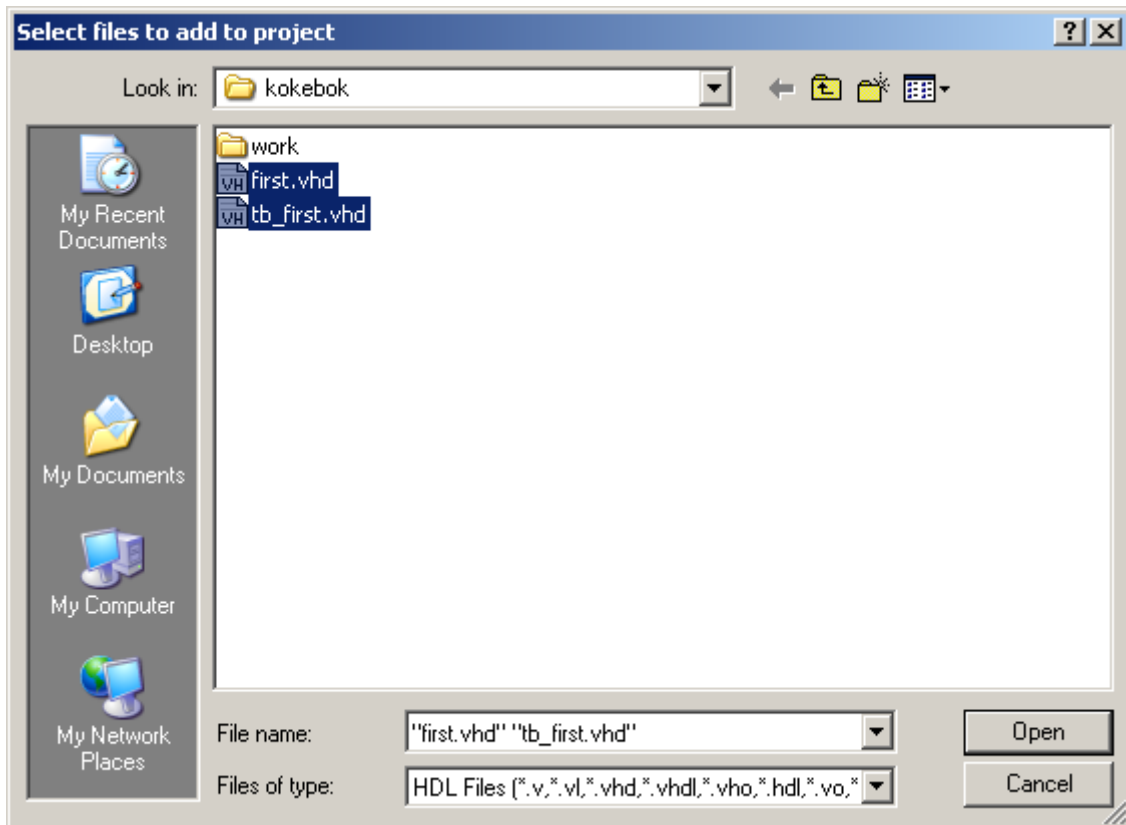 Select files to add to project
Look in: kokebok
work
first.vhd
tb_first.vhd
My Recent
Documents
Desktop
My Documents
My Computer
My Network
Places
File name: "first.vhd" "tb_first.vhd" Open
Files of type: HDL Files (*.v,*.vl,*.vhd,*.vhdl,*.vho,*.hdl,*.vo,* Cancel